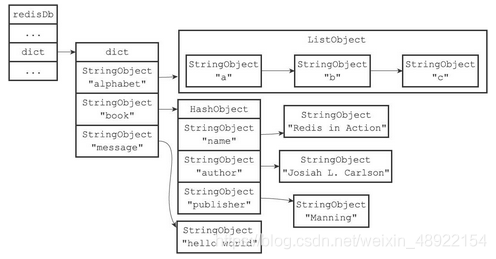 redisDb
...
dict
...
dict
StringObject
"alphabet"
StringObject
"book"
StringObject
"message"
ListObject
StringObject
"a"
StringObject
"b"
StringObject
"c"
HashObject
StringObject
"name"
StringObject
"author"
StringObject
"publisher"
StringObject
"Redis in Action"
StringObject
"Josiah L. Carlson"
StringObject
"Manning"
StringObject
"hello world"
https://blog.csdn.net/weixin_48922154